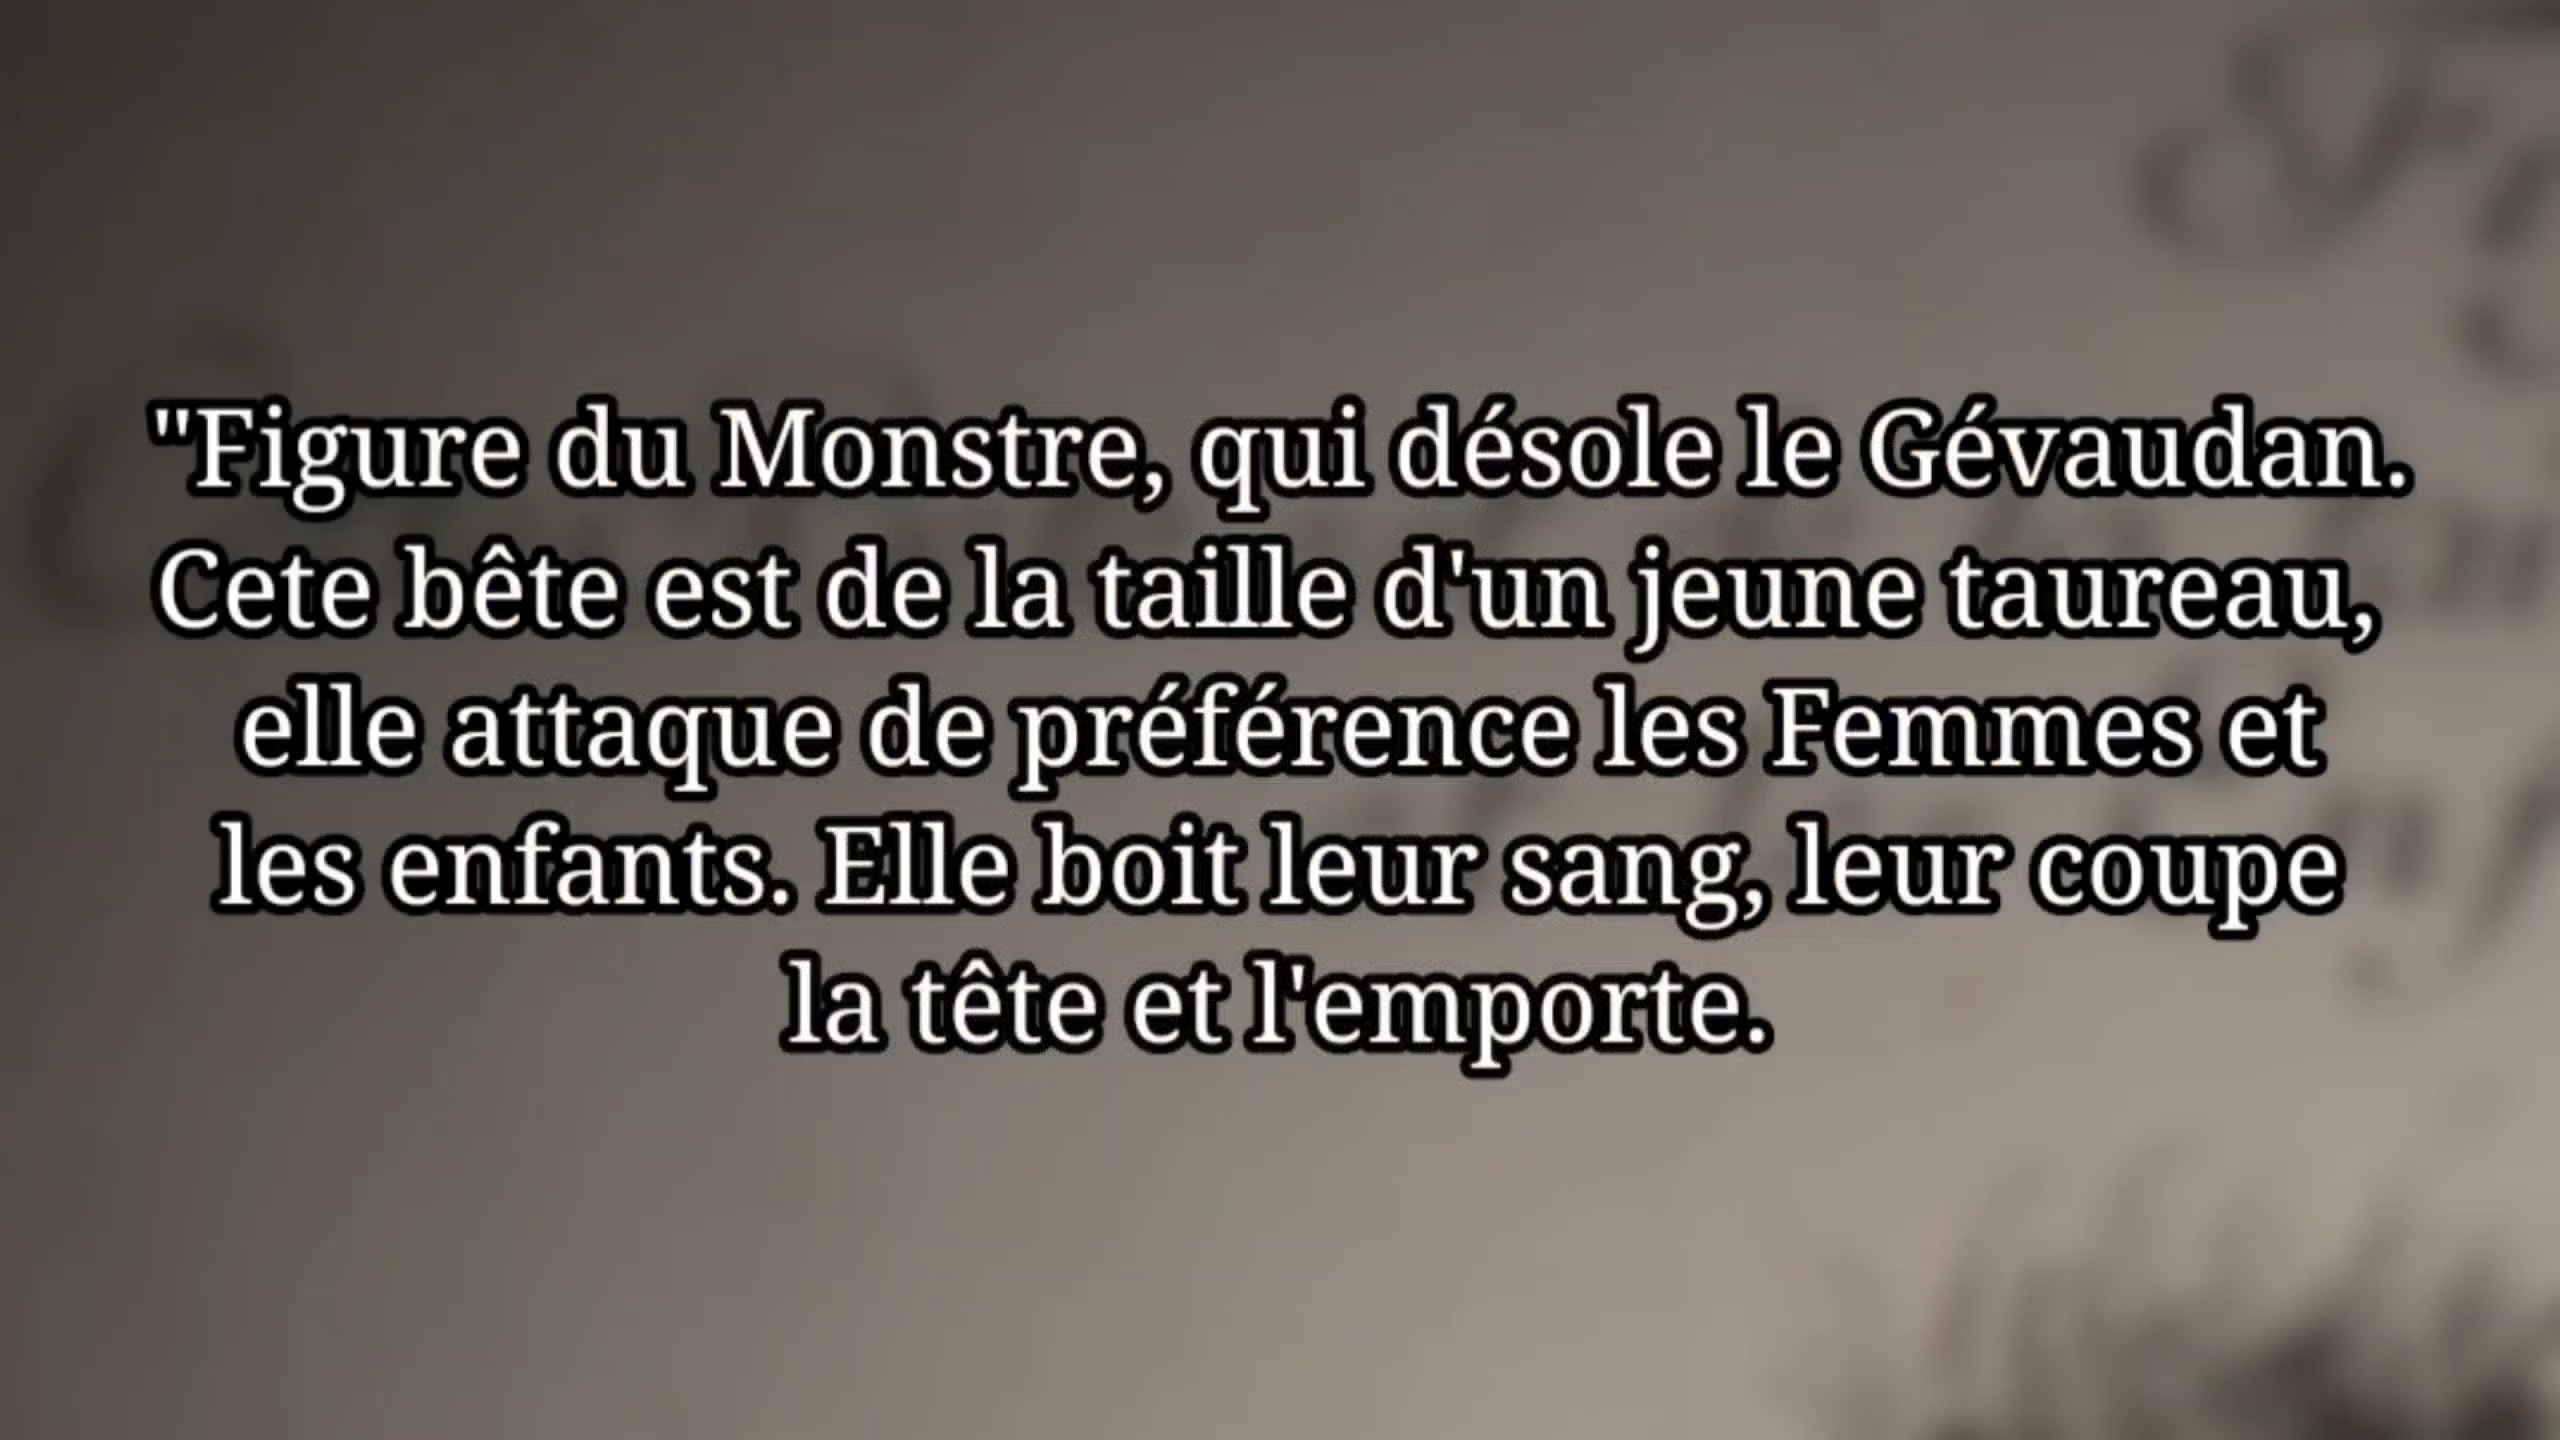 "Figure du Monstre, qui désole le Gévaudan.
Cete bête est de la taille d'un jeune taureau,
elle attaque de préférence les Femmes et
les enfants. Elle boit leur sang, leur coupe
la tête et l'emporte.